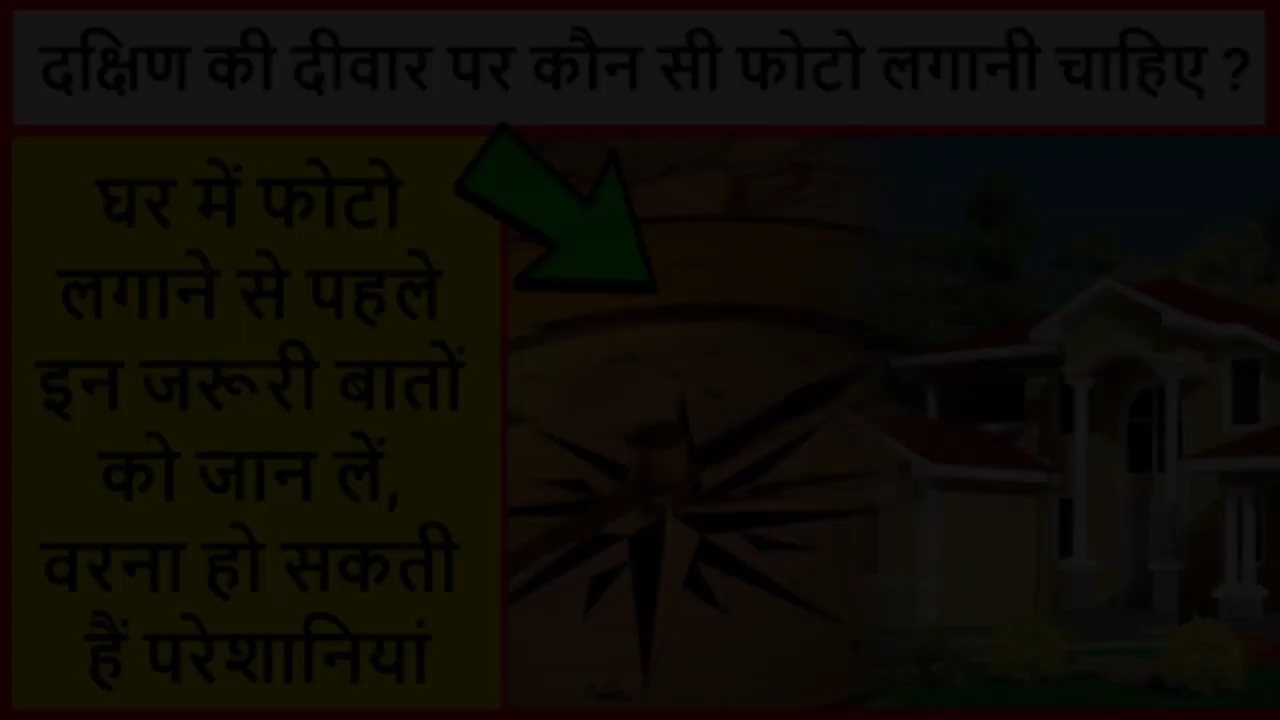 दक्षिण की दीवार पर कौन सी फोटो लगानी चाहिए ?
घर में फोटो
लगाने से पहले
इन जरूरी बातों
को जान लें,
वरना हो सकती
हैं परेशानियां